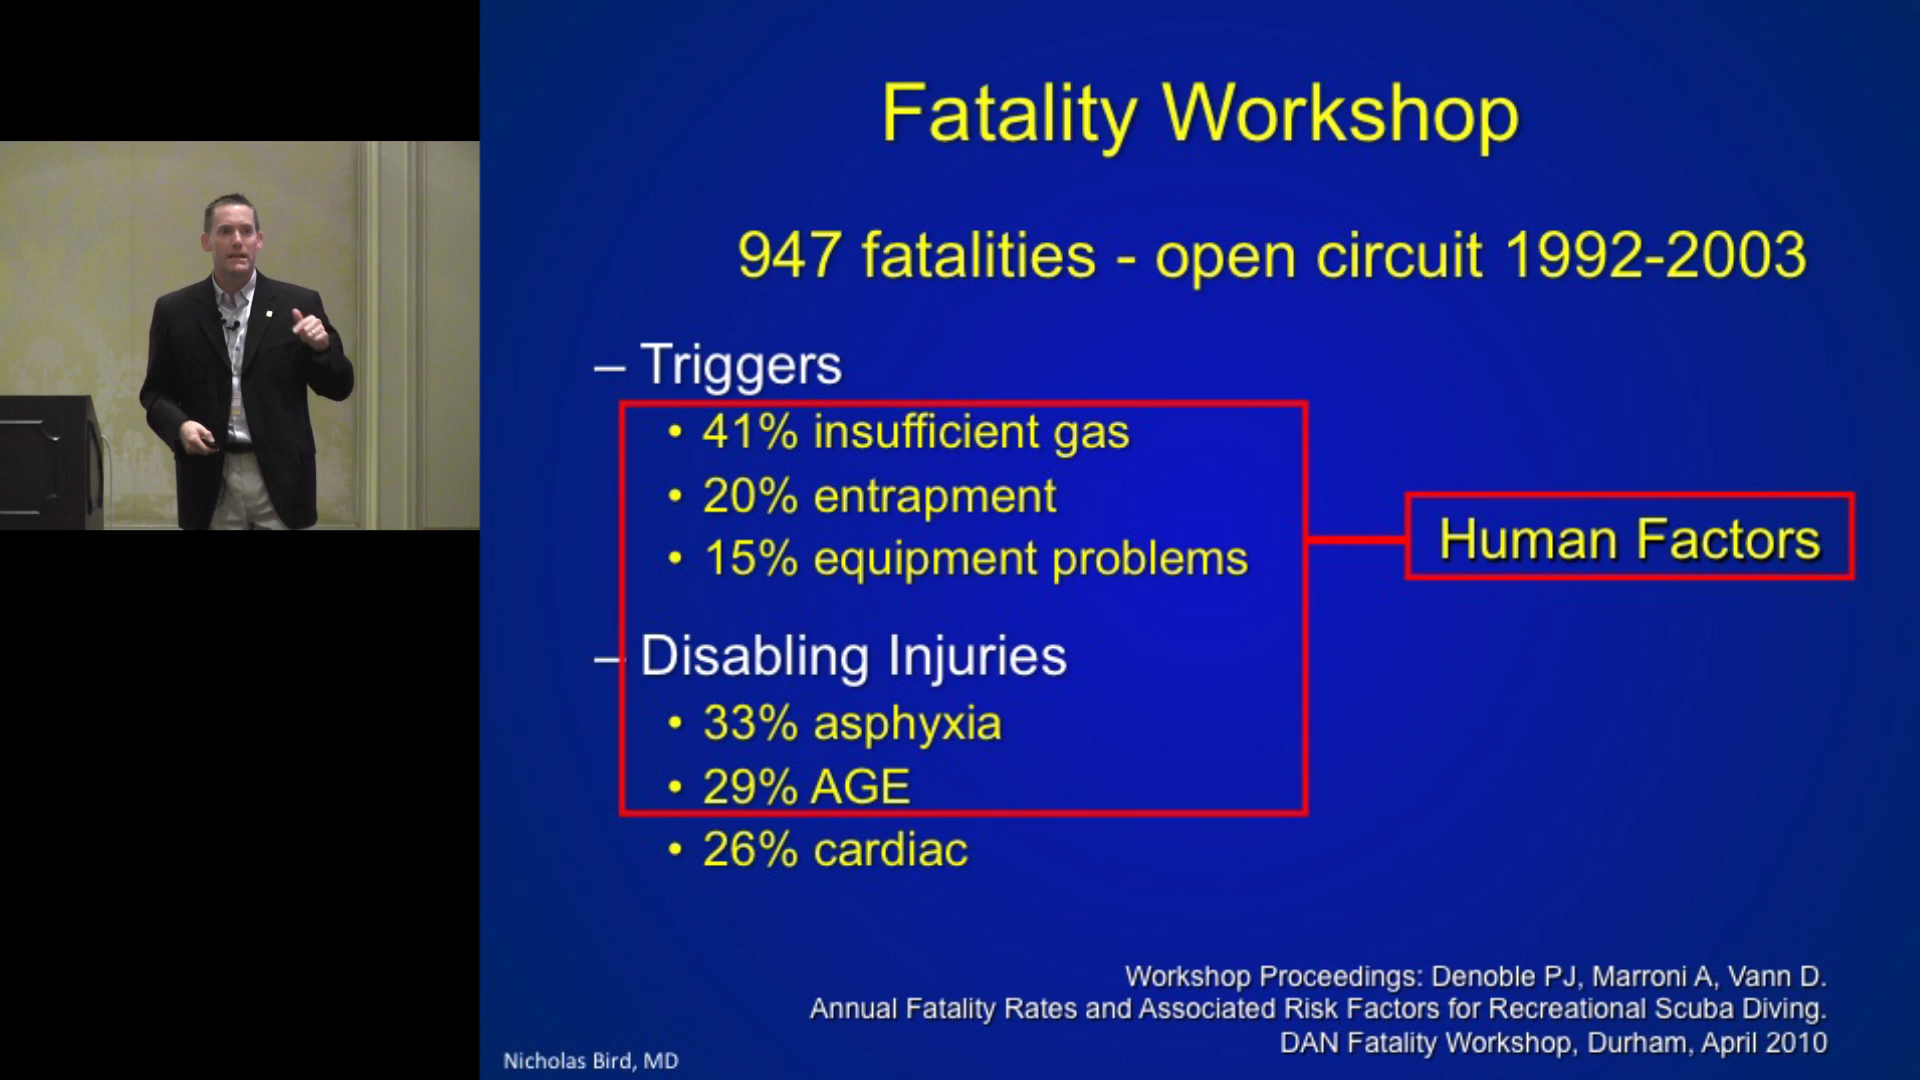 Fatality Workshop
947 fatalities - open circuit 1992-2003
– Triggers
• 41% insufficient gas
• 20% entrapment
• 15% equipment problems
Human Factors
– Disabling Injuries
• 33% asphyxia
• 29% AGE
• 26% cardiac
Workshop Proceedings: Denoble PJ, Marroni A, Vann D.
Annual Fatality Rates and Associated Risk Factors for Recreational Scuba Diving.
DAN Fatality Workshop, Durham, April 2010
Nicholas Bird, MD